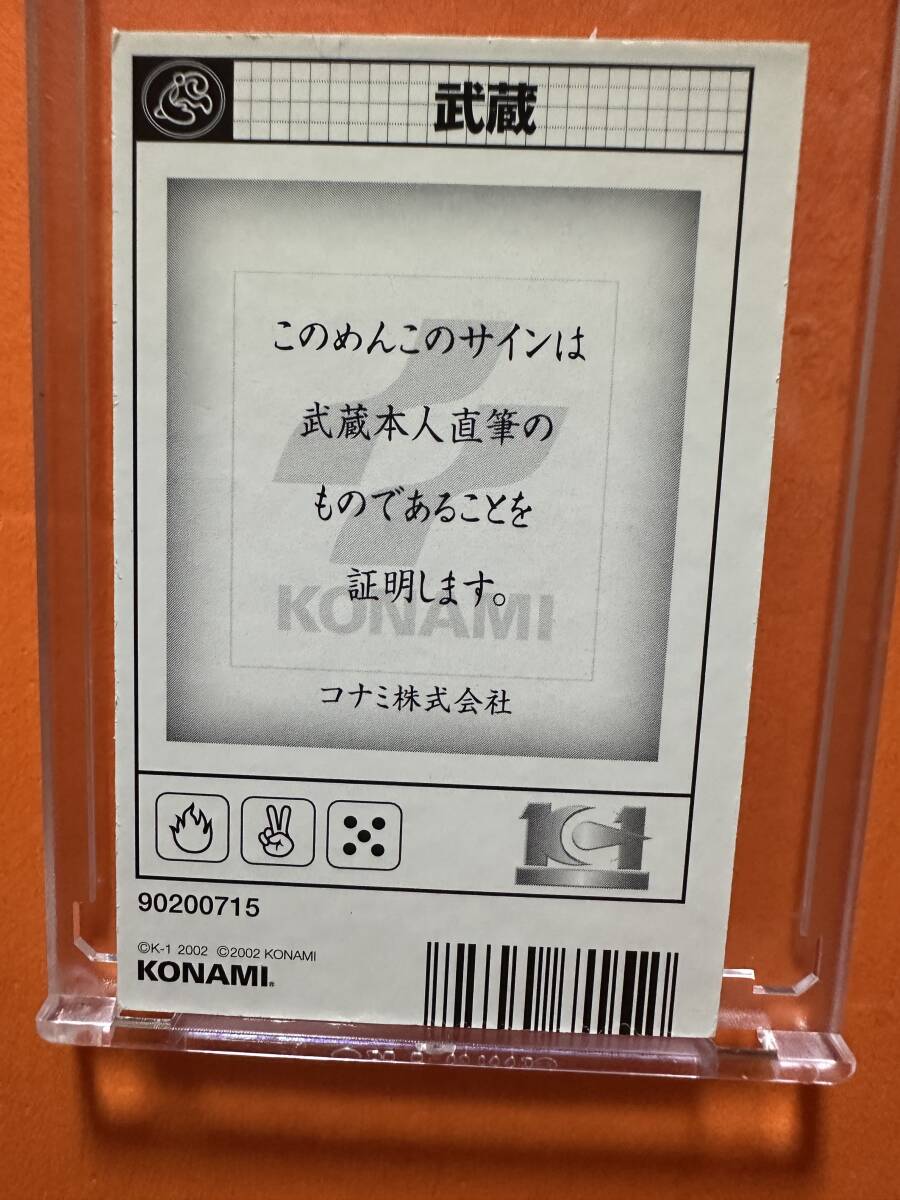 武蔵
このめんこのサインは
武蔵本人直筆の
ものであることを
証明します。
KONAMI
コナミ株式会社
K-1
90200715
©K-1 2002 ©2002 KONAMI
KONAMI®